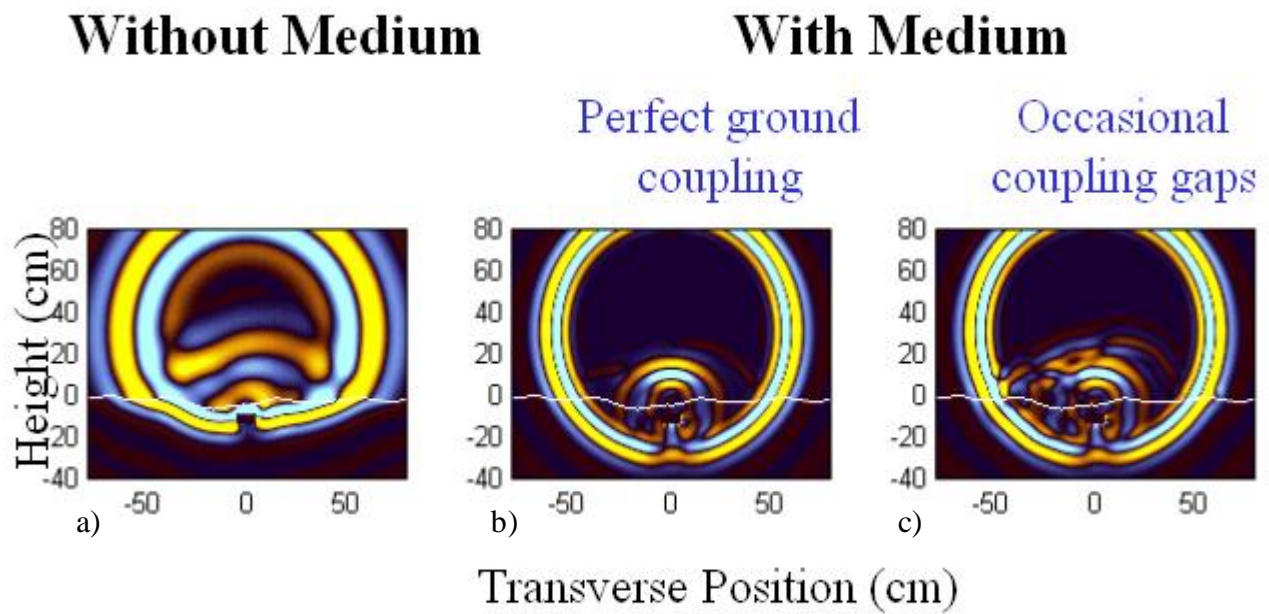 Without Medium
With Medium
Perfect ground
coupling
Occasional
coupling gaps
Height (cm)
80
60
40
20
0
-20
-40
-50 0 50
a)
80
60
40
20
0
-20
-40
-50 0 50
b)
80
60
40
20
0
-20
-40
-50 0 50
c)
Transverse Position (cm)